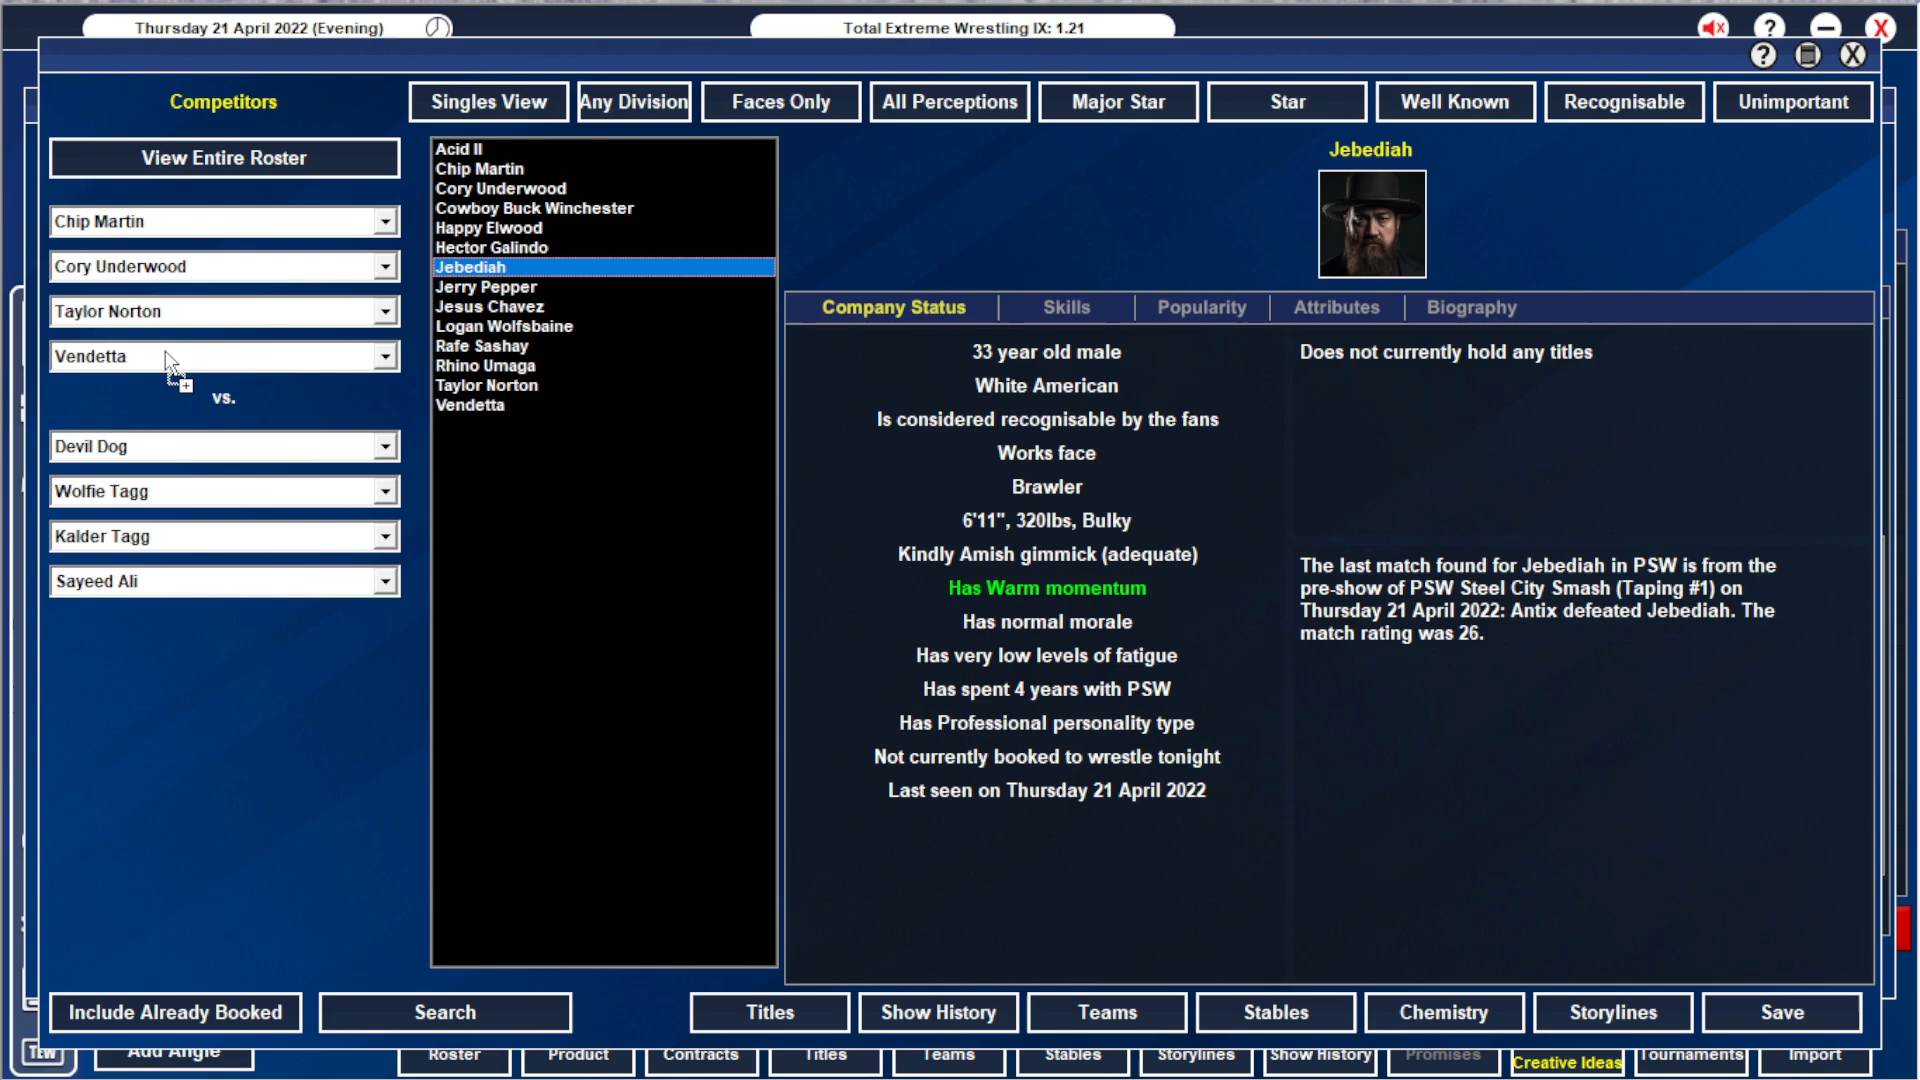 Thursday 21 April 2022 (Evening)
Total Extreme Wrestling IX: 1.21
Competitors
Singles View
Any Division
Faces Only
All Perceptions
Major Star
Star
Well Known
Recognisable
Unimportant
View Entire Roster
Chip Martin
Cory Underwood
Taylor Norton
Vendetta
vs.
Devil Dog
Wolfie Tagg
Kalder Tagg
Sayeed Ali
Acid II
Chip Martin
Cory Underwood
Cowboy Buck Winchester
Happy Elwood
Hector Galindo
Jebediah
Jerry Pepper
Jesus Chavez
Logan Wolfsbaine
Rafe Sashay
Rhino Umaga
Taylor Norton
Vendetta
Jebediah
Company Status
Skills
Popularity
Attributes
Biography
33 year old male
White American
Is considered recognisable by the fans
Works face
Brawler
6'11", 320lbs, Bulky
Kindly Amish gimmick (adequate)
Has Warm momentum
Has normal morale
Has very low levels of fatigue
Has spent 4 years with PSW
Has Professional personality type
Not currently booked to wrestle tonight
Last seen on Thursday 21 April 2022
Does not currently hold any titles
The last match found for Jebediah in PSW is from the
pre-show of PSW Steel City Smash (Taping #1) on
Thursday 21 April 2022: Antix defeated Jebediah. The
match rating was 26.
Include Already Booked
Search
Titles
Show History
Teams
Stables
Chemistry
Storylines
Save
TEW
Add Angle
Roster
Product
Contracts
Titles
Teams
Stables
Storylines
Show History
Promises
Creative Ideas
Tournaments
Import